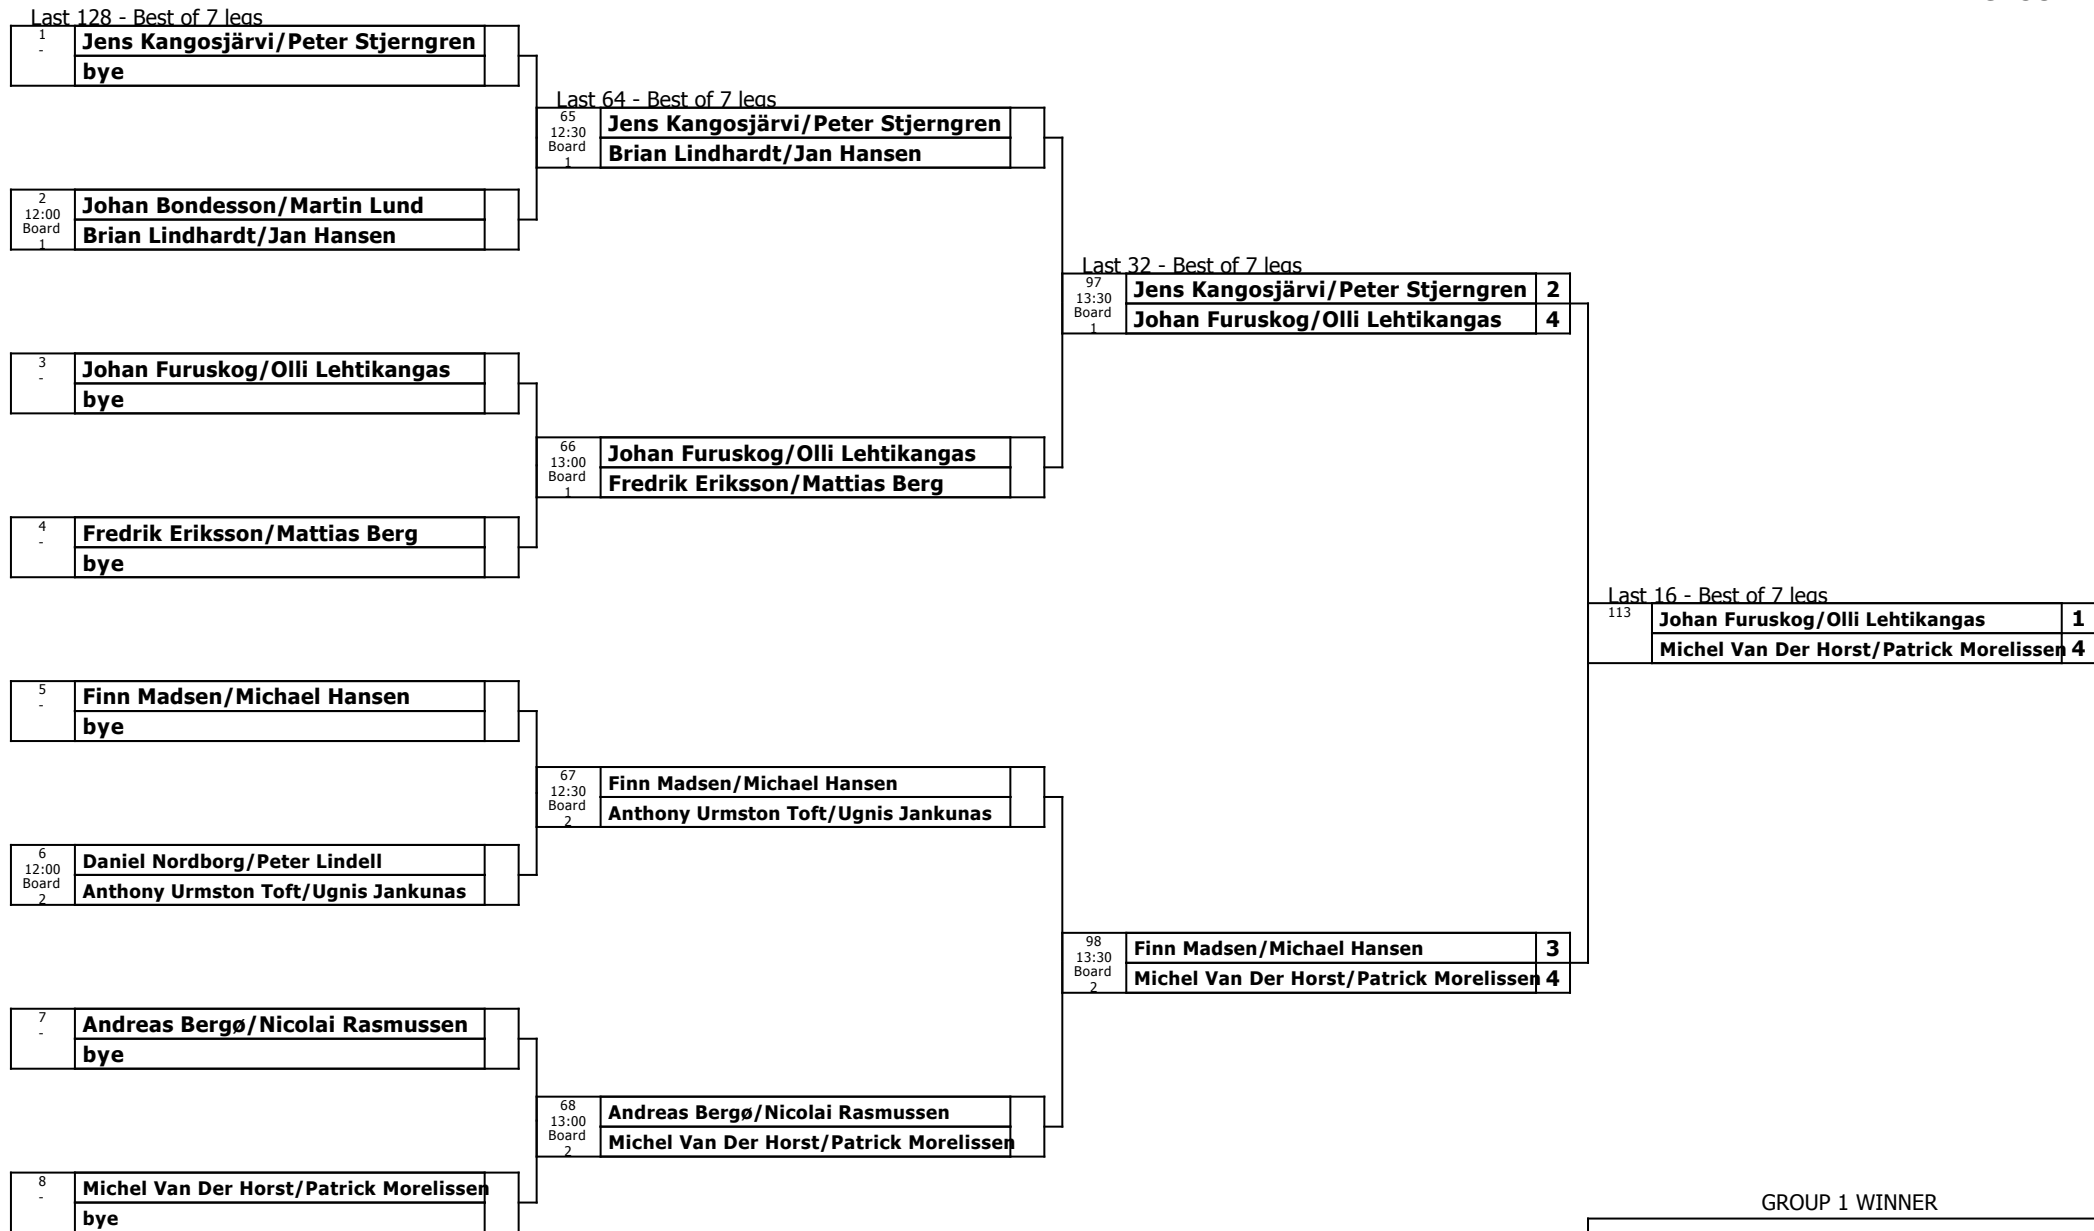 Last 128 - Best of 7 legs
1
-
Jens Kangosjärvi/Peter Stjerngren
bye
2
12:00
Board
1
Johan Bondesson/Martin Lund
Brian Lindhardt/Jan Hansen
3
-
Johan Furuskog/Olli Lehtikangas
bye
4
-
Fredrik Eriksson/Mattias Berg
bye
5
-
Finn Madsen/Michael Hansen
bye
6
12:00
Board
2
Daniel Nordborg/Peter Lindell
Anthony Urmston Toft/Ugnis Jankunas
7
-
Andreas Bergø/Nicolai Rasmussen
bye
8
-
Michel Van Der Horst/Patrick Morelissen
bye
Last 64 - Best of 7 legs
65
12:30
Board
1
Jens Kangosjärvi/Peter Stjerngren
Brian Lindhardt/Jan Hansen
66
13:00
Board
1
Johan Furuskog/Olli Lehtikangas
Fredrik Eriksson/Mattias Berg
67
12:30
Board
2
Finn Madsen/Michael Hansen
Anthony Urmston Toft/Ugnis Jankunas
68
13:00
Board
2
Andreas Bergø/Nicolai Rasmussen
Michel Van Der Horst/Patrick Morelissen
Last 32 - Best of 7 legs
97
13:30
Board
1
Jens Kangosjärvi/Peter Stjerngren 2
Johan Furuskog/Olli Lehtikangas 4
98
13:30
Board
2
Finn Madsen/Michael Hansen 3
Michel Van Der Horst/Patrick Morelissen 4
Last 16 - Best of 7 legs
113
Johan Furuskog/Olli Lehtikangas 1
Michel Van Der Horst/Patrick Morelissen 4
GROUP 1 WINNER